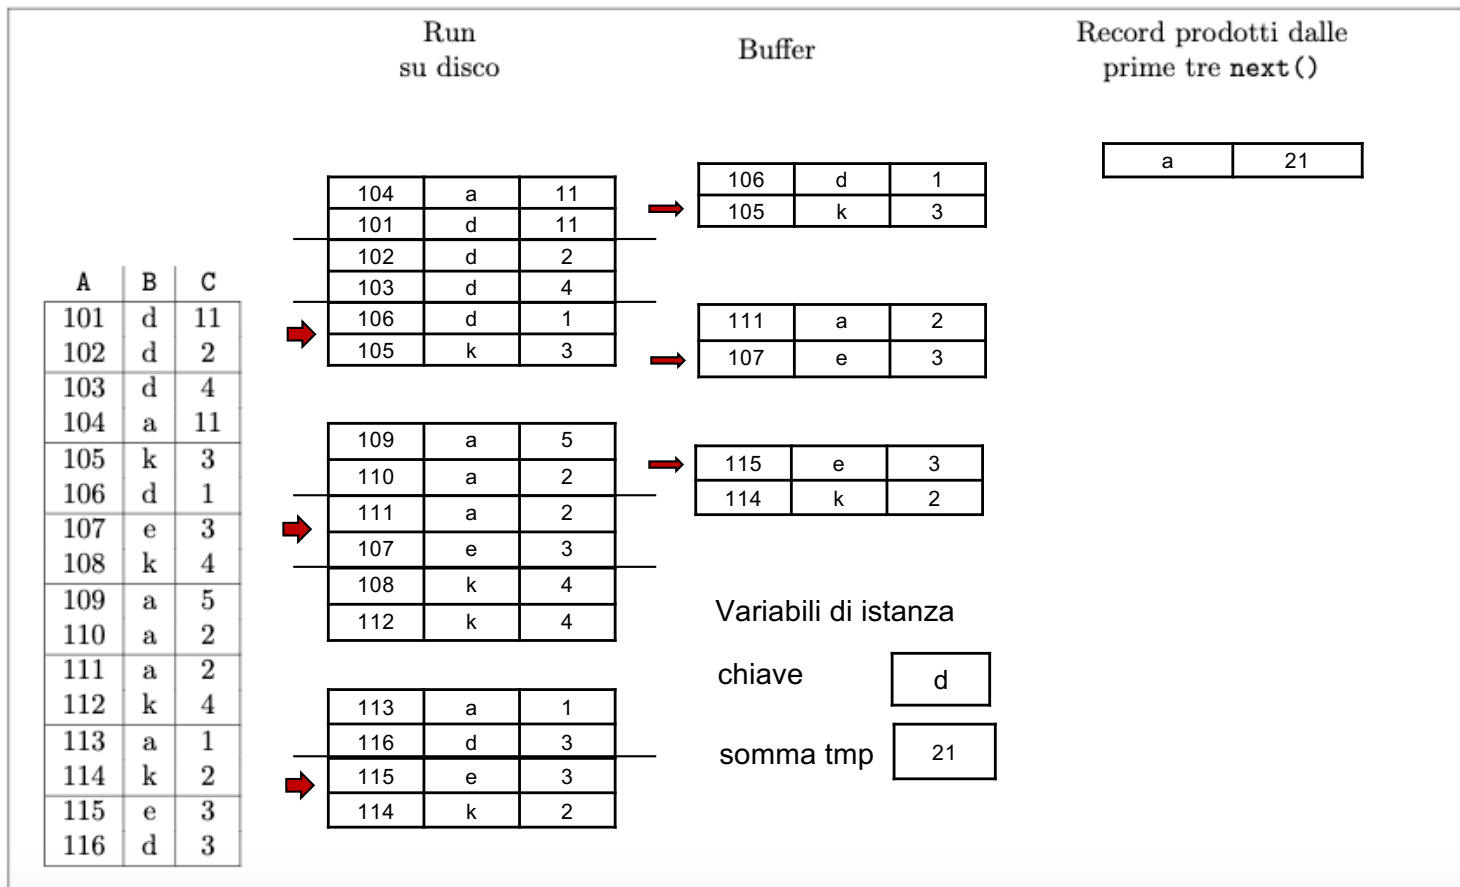 Run
su disco
Buffer
Record prodotti dalle
prime tre next()
A B C
101 d 11
102 d 2
103 d 4
104 a 11
105 k 3
106 d 1
107 e 3
108 k 4
109 a 5
110 a 2
111 a 2
112 k 4
113 a 1
114 k 2
115 e 3
116 d 3
104 a 11
101 d 11
102 d 2
103 d 4
106 d 1
105 k 3
109 a 5
110 a 2
111 a 2
107 e 3
108 k 4
112 k 4
113 a 1
116 d 3
115 e 3
114 k 2
106 d 1
105 k 3
111 a 2
107 e 3
115 e 3
114 k 2
Variabili di istanza
chiave d
somma tmp 21
a 21